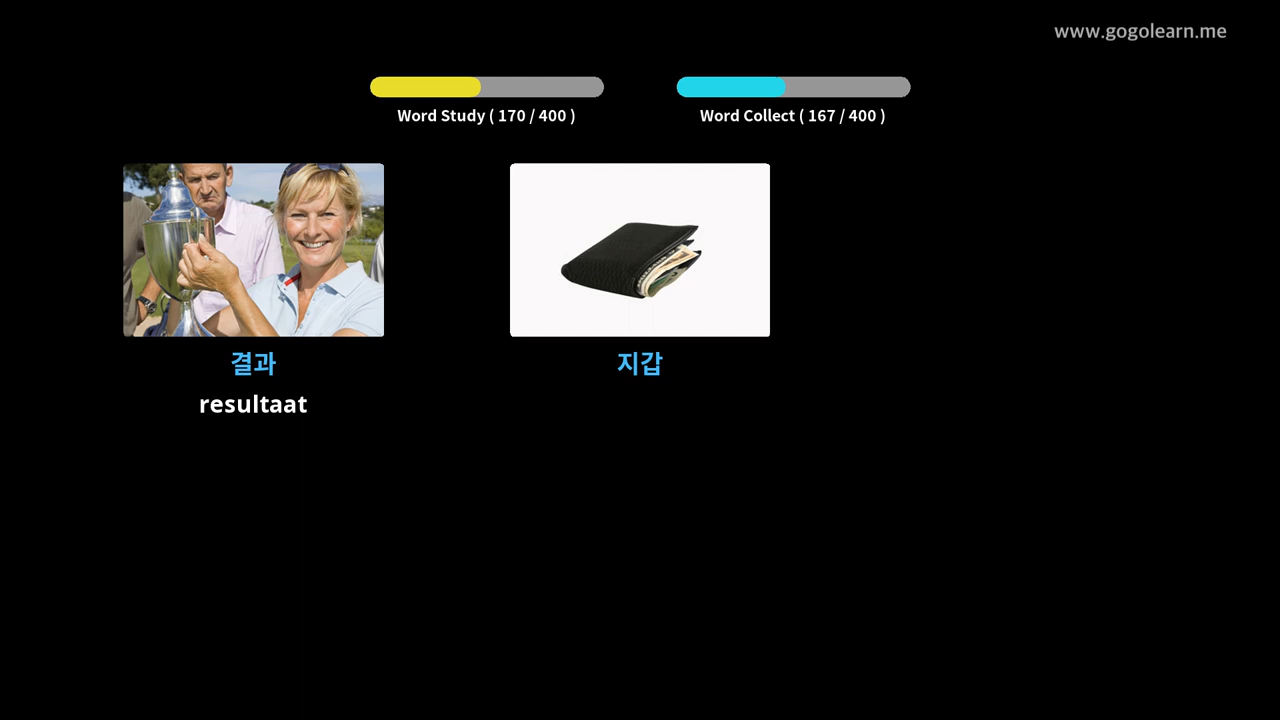 www.gogolearn.me
Word Study ( 170 / 400 )
Word Collect ( 167 / 400 )
결과
resultaat
지갑